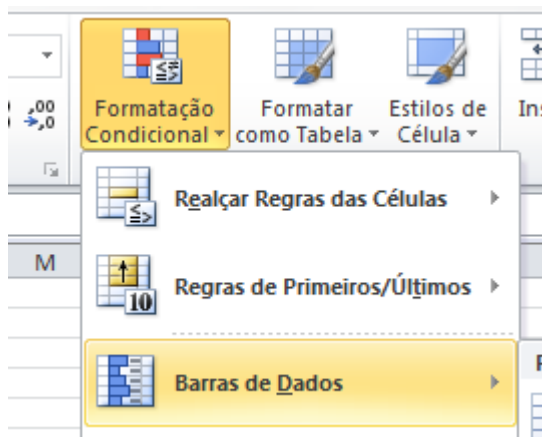 ,00
,0
Formatação
Condicional
Formatar
como Tabela
Estilos de
Célula
M
Realçar Regras das Células
Regras de Primeiros/Últimos
10
Barras de Dados